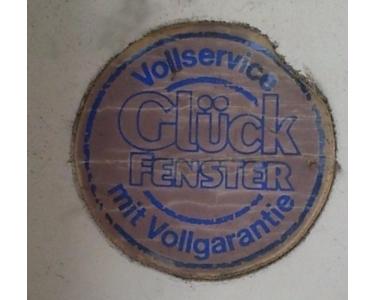 Vollservice
Glück
FENSTER
mit Vollgarantie